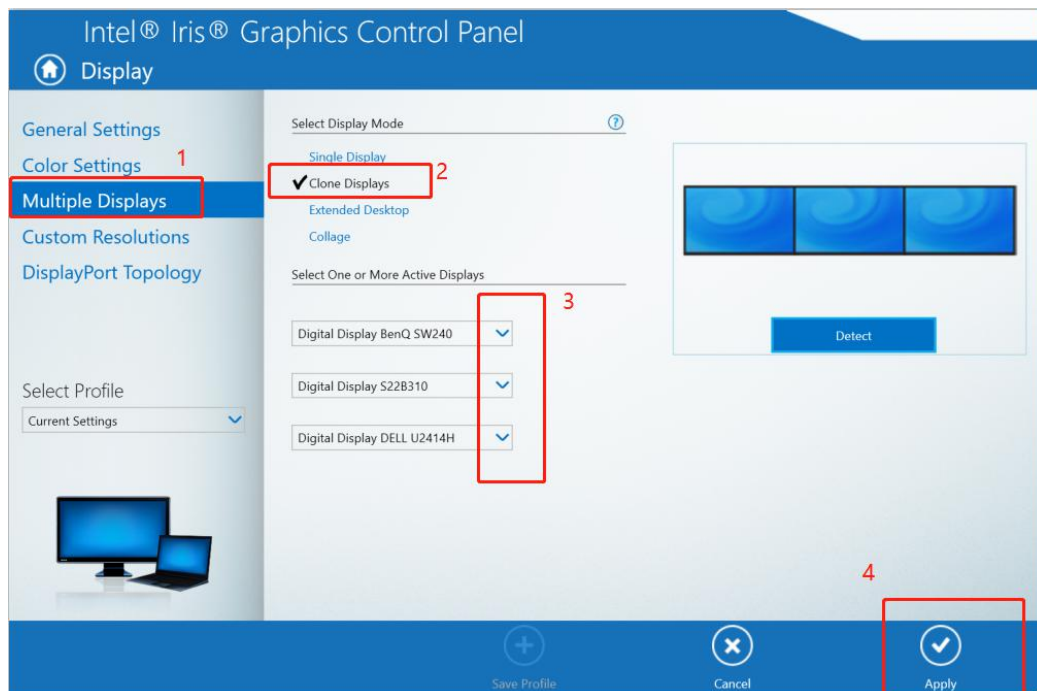 Intel® Iris® Graphics Control Panel
Display
General Settings
Color Settings
1
Multiple Displays
Custom Resolutions
DisplayPort Topology
Select Profile
Current Settings
Select Display Mode
?
Single Display
Clone Displays
2
Extended Desktop
Collage
Select One or More Active Displays
3
Digital Display BenQ SW240
Digital Display S22B310
Digital Display DELL U2414H
Detect
4
Save Profile
Cancel
Apply